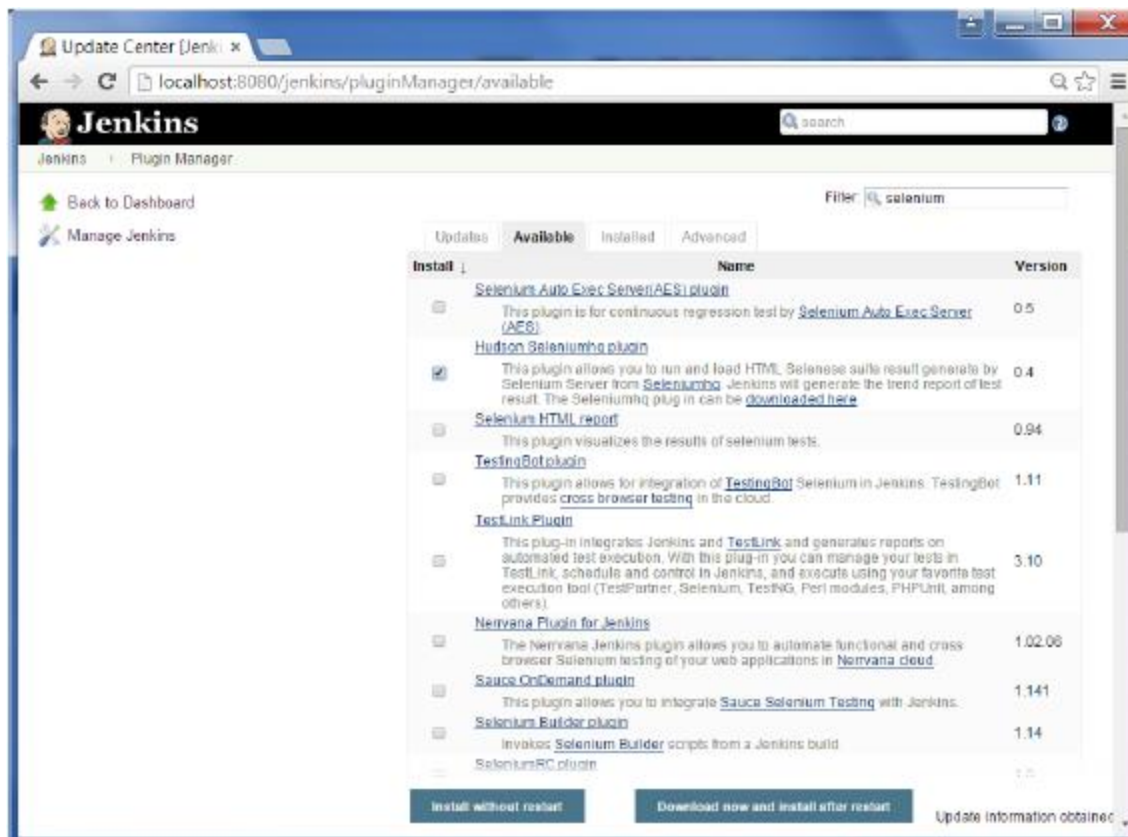 Update Center [Jenki
localhost:8080/jenkins/pluginManager/available
Jenkins
search
Jenkins
Plugin Manager
Back to Dashboard
Manage Jenkins
Filter: selenium
Updates Available Installed Advanced
Install ↓ Name Version
Selenium Auto Exec Server(AES) plugin
This plugin is for continuous regression test by Selenium Auto Exec Server
(AES)
0.5
Hudson Seleniumhq plugin
This plugin allows you to run and load HTML Selenese suite result generate by
Selenium Server from Seleniumhq. Jenkins will generate the trend report of test
result. The Seleniumhq plug in can be downloaded here
0.4
Selenium HTML report
This plugin visualizes the results of selenium tests.
0.94
TestingBot plugin
This plugin allows for integration of TestingBot Selenium in Jenkins. TestingBot
provides cross browser testing in the cloud.
1.11
TestLink Plugin
This plug-in integrates Jenkins and TestLink and generates reports on
automated test execution. With this plug-in you can manage your tests in
TestLink, schedule and control in Jenkins, and execute using your favorite test
execution tool (TestPartner, Selenium, TestNG, Perl modules, PHPUnit, among
others).
3.10
Nerrvana Plugin for Jenkins
The Nerrvana Jenkins plugin allows you to automate functional and cross
browser Selenium testing of your web applications in Nerrvana cloud.
1.02.06
Sauce OnDemand plugin
This plugin allows you to integrate Sauce Selenium Testing with Jenkins.
1.141
Selenium Builder plugin
Invokes Selenium Builder scripts from a Jenkins build
1.14
SeleniumRC plugin
Install without restart
Download now and install after restart
Update information obtained